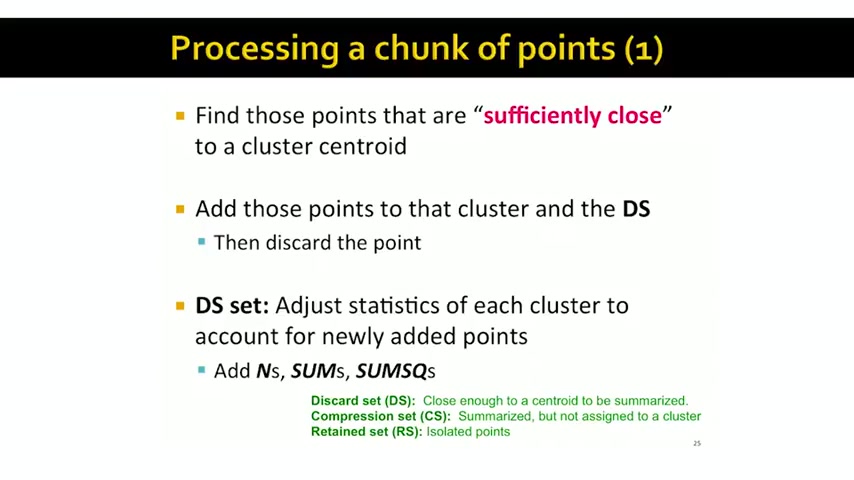 Processing a chunk of points (1)
Find those points that are “sufficiently close”
to a cluster centroid
Add those points to that cluster and the DS
Then discard the point
DS set: Adjust statistics of each cluster to
account for newly added points
Add Ns, SUMs, SUMSQs
Discard set (DS): Close enough to a centroid to be summarized.
Compression set (CS): Summarized, but not assigned to a cluster
Retained set (RS): Isolated points
25